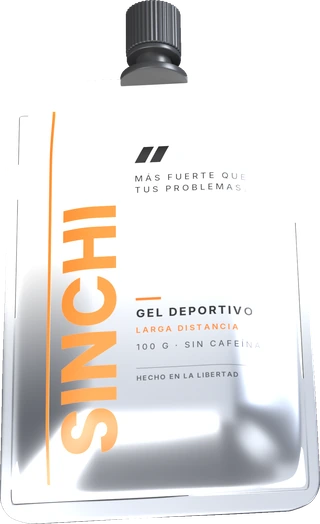 MÁS FUERTE QUE
TUS PROBLEMAS.
SINCHI
GEL DEPORTIVO
LARGA DISTANCIA
100 G · SIN CAFEÍNA
HECHO EN LA LIBERTAD